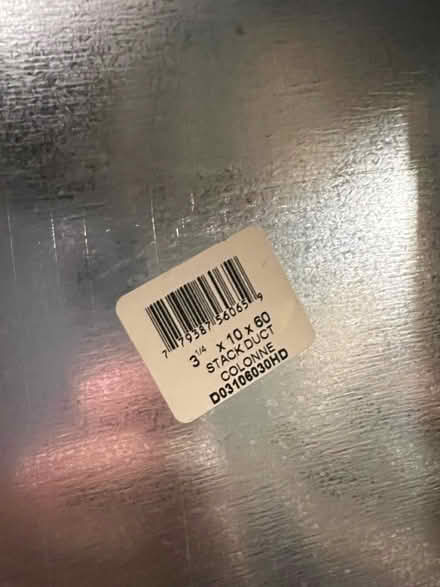 7 79387 56065 9
3 1/4 x 10 x 60
STACK DUCT
COLONNE
D03106030HD